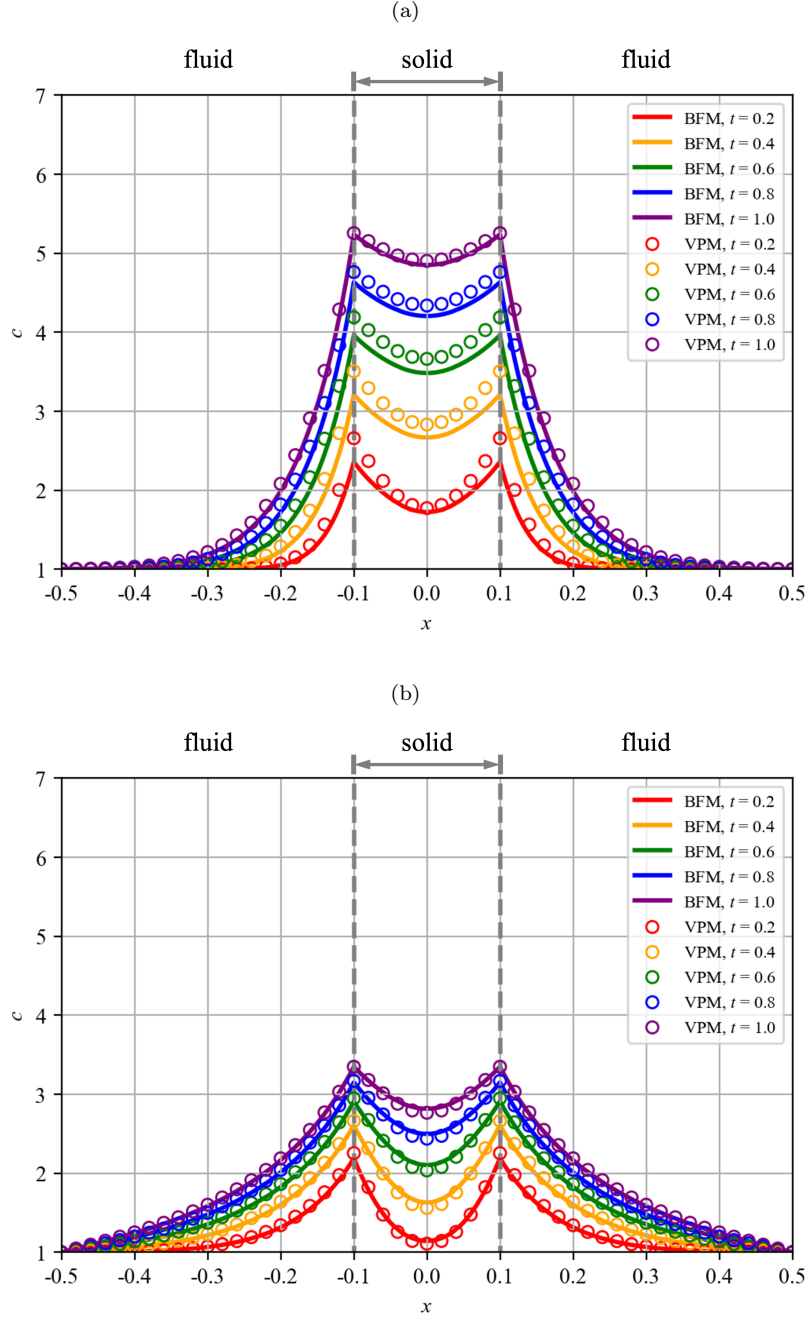 (a)
fluid solid fluid
7
6
5
4
3
2
1
c
BFM, t = 0.2
BFM, t = 0.4
BFM, t = 0.6
BFM, t = 0.8
BFM, t = 1.0
VPM, t = 0.2
VPM, t = 0.4
VPM, t = 0.6
VPM, t = 0.8
VPM, t = 1.0
-0.5 -0.4 -0.3 -0.2 -0.1 0.0 0.1 0.2 0.3 0.4 0.5
x
(b)
fluid solid fluid
7
6
5
4
3
2
1
c
BFM, t = 0.2
BFM, t = 0.4
BFM, t = 0.6
BFM, t = 0.8
BFM, t = 1.0
VPM, t = 0.2
VPM, t = 0.4
VPM, t = 0.6
VPM, t = 0.8
VPM, t = 1.0
-0.5 -0.4 -0.3 -0.2 -0.1 0.0 0.1 0.2 0.3 0.4 0.5
x